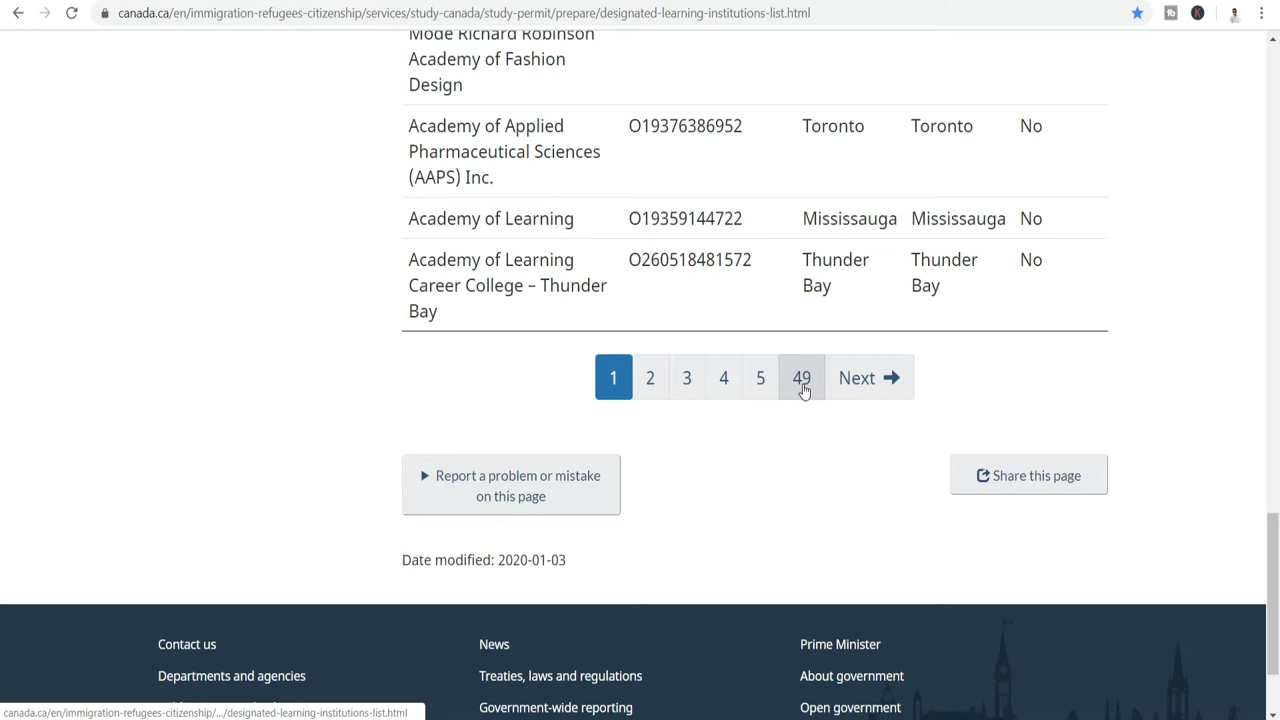 canada.ca/en/immigration-refugees-citizenship/services/study-canada/study-permit/prepare/designated-learning-institutions-list.html
Mode Richard Robinson
Academy of Fashion
Design
Academy of Applied O19376386952 Toronto Toronto No
Pharmaceutical Sciences
(AAPS) Inc.
Academy of Learning O19359144722 Mississauga Mississauga No
Academy of Learning O260518481572 Thunder Thunder No
Career College – Thunder Bay Bay
Bay
1 2 3 4 5 49 Next
Report a problem or mistake Share this page
on this page
Date modified: 2020-01-03
Contact us News Prime Minister
Departments and agencies Treaties, laws and regulations About government
Government-wide reporting Open government
canada.ca/en/immigration-refugees-citizenship/.../designated-learning-institutions-list.html